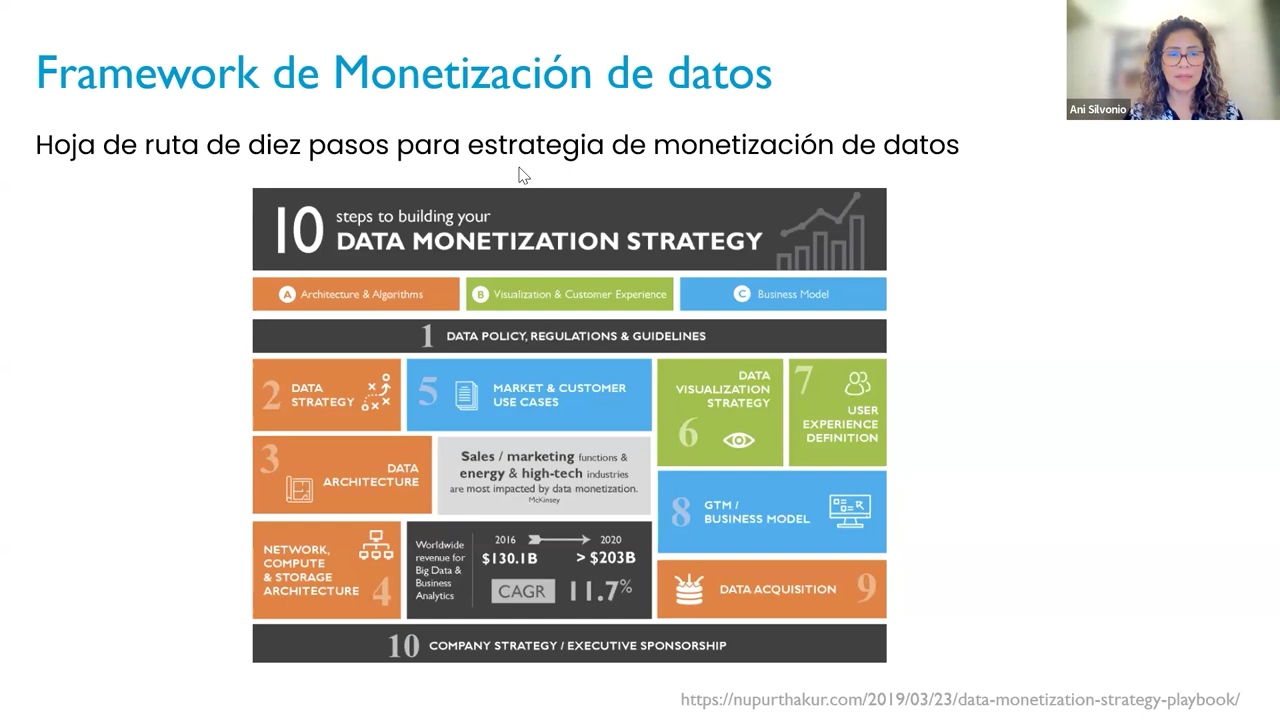 Framework de Monetización de datos
Ani Silvonio
Hoja de ruta de diez pasos para estrategia de monetización de datos
10 steps to building your
DATA MONETIZATION STRATEGY
A Architecture & Algorithms
B Visualization & Customer Experience
C Business Model
1 DATA POLICY, REGULATIONS & GUIDELINES
2 DATA
STRATEGY
5 MARKET & CUSTOMER
USE CASES
DATA
VISUALIZATION
STRATEGY
6
7
USER
EXPERIENCE
DEFINITION
3
DATA
ARCHITECTURE
Sales / marketing functions &
energy & high-tech industries
are most impacted by data monetization.
McKinsey
8 GTM /
BUSINESS MODEL
NETWORK,
COMPUTE
& STORAGE
ARCHITECTURE 4
Worldwide
revenue for
Big Data &
Business
Analytics
2016 2020
$130.1B > $203B
CAGR 11.7%
DATA ACQUISITION 9
10 COMPANY STRATEGY / EXECUTIVE SPONSORSHIP
https://nupurthakur.com/2019/03/23/data-monetization-strategy-playbook/